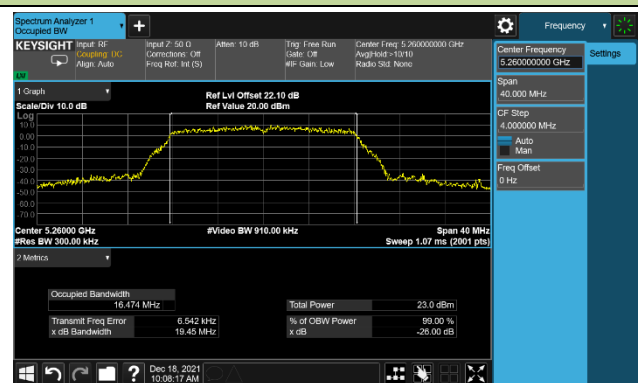 Spectrum Analyzer 1
Occupied BW
Frequency
KEYSIGHT
Input: RF
Coupling: DC
Align: Auto
Input Z: 50 Ω
Corrections: Off
Freq Ref: Int (S)
Atten: 10 dB
Trig: Free Run
Gate: Off
#IF Gain: Low
Center Freq: 5.260000000 GHz
Avg|Hold:>10/10
Radio Std: None
Center Frequency
5.260000000 GHz
Settings
Span
40.000 MHz
CF Step
4.000000 MHz
Auto
Man
Freq Offset
0 Hz
LV
1 Graph
Scale/Div 10.0 dB
Ref Lvl Offset 22.10 dB
Ref Value 20.00 dBm
Log
10.0
0.00
-10.0
-20.0
-30.0
-40.0
-50.0
-60.0
-70.0
Center 5.26000 GHz
#Res BW 300.00 kHz
#Video BW 910.00 kHz
Span 40 MHz
Sweep 1.07 ms (2001 pts)
2 Metrics
Occupied Bandwidth
16.474 MHz
Total Power 23.0 dBm
Transmit Freq Error 6.542 kHz
% of OBW Power 99.00 %
x dB Bandwidth 19.45 MHz
x dB -26.00 dB
?
Dec 18, 2021
10:08:17 AM